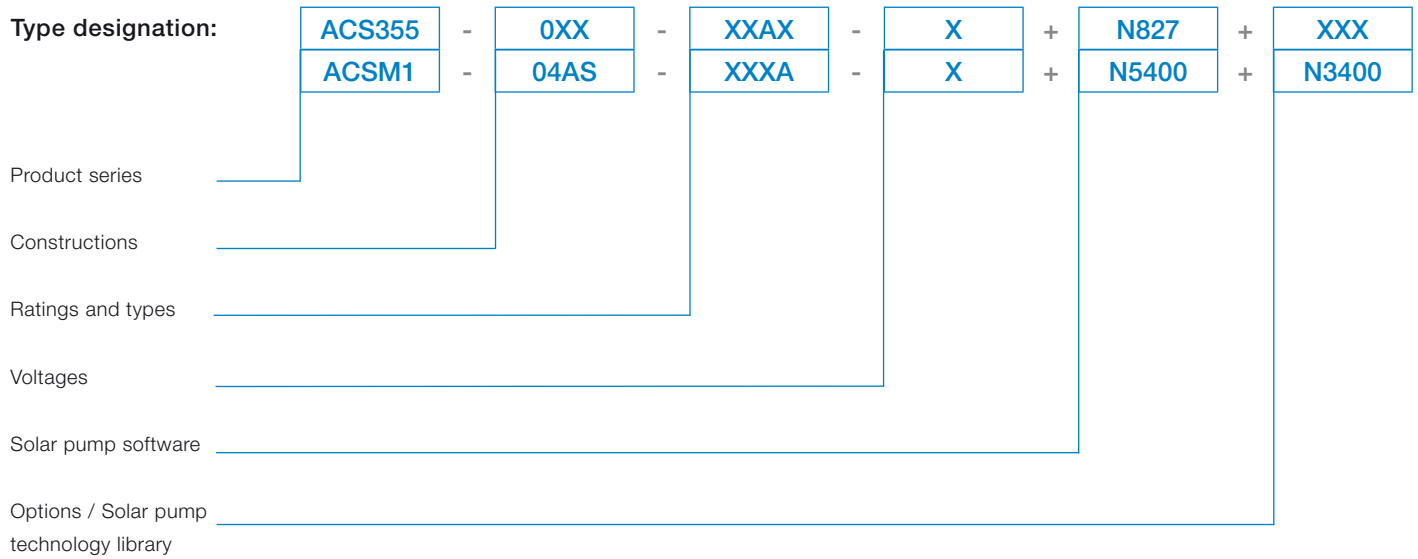 Type designation: ACS355 - 0XX - XXAX - X + N827 + XXX
ACSM1 - 04AS - XXXA - X + N5400 + N3400
Product series
Constructions
Ratings and types
Voltages
Solar pump software
Options / Solar pump
technology library